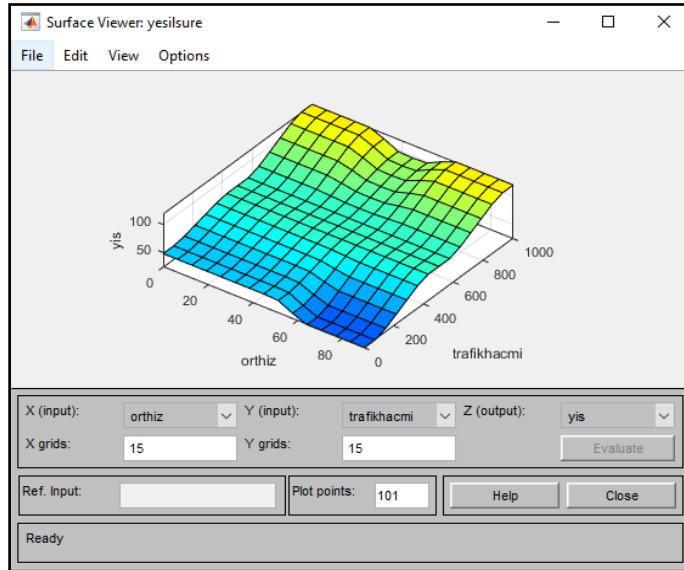 Surface Viewer: yesilsure
File Edit View Options
100
50
yis
0
20
40
60
80
orthiz
0
200
400
600
800
1000
trafikhacmi
X (input): orthiz Y (input): trafikhacmi Z (output): yis
X grids: 15 Y grids: 15 Evaluate
Ref. Input: Plot points: 101 Help Close
Ready